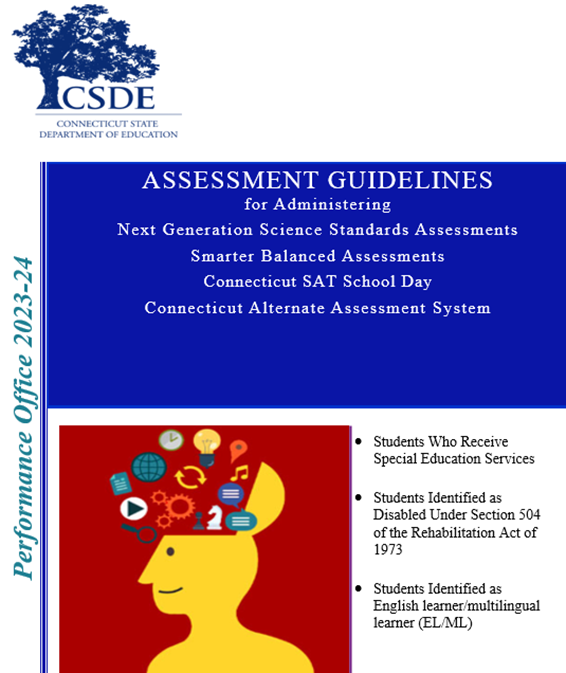 CSDE
CONNECTICUT STATE
DEPARTMENT OF EDUCATION
ASSESSMENT GUIDELINES
for Administering
Next Generation Science Standards Assessments
Smarter Balanced Assessments
Connecticut SAT School Day
Connecticut Alternate Assessment System
Performance Office 2023-24
• Students Who Receive
Special Education Services
• Students Identified as
Disabled Under Section 504
of the Rehabilitation Act of
1973
• Students Identified as
English learner/multilingual
learner (EL/ML)